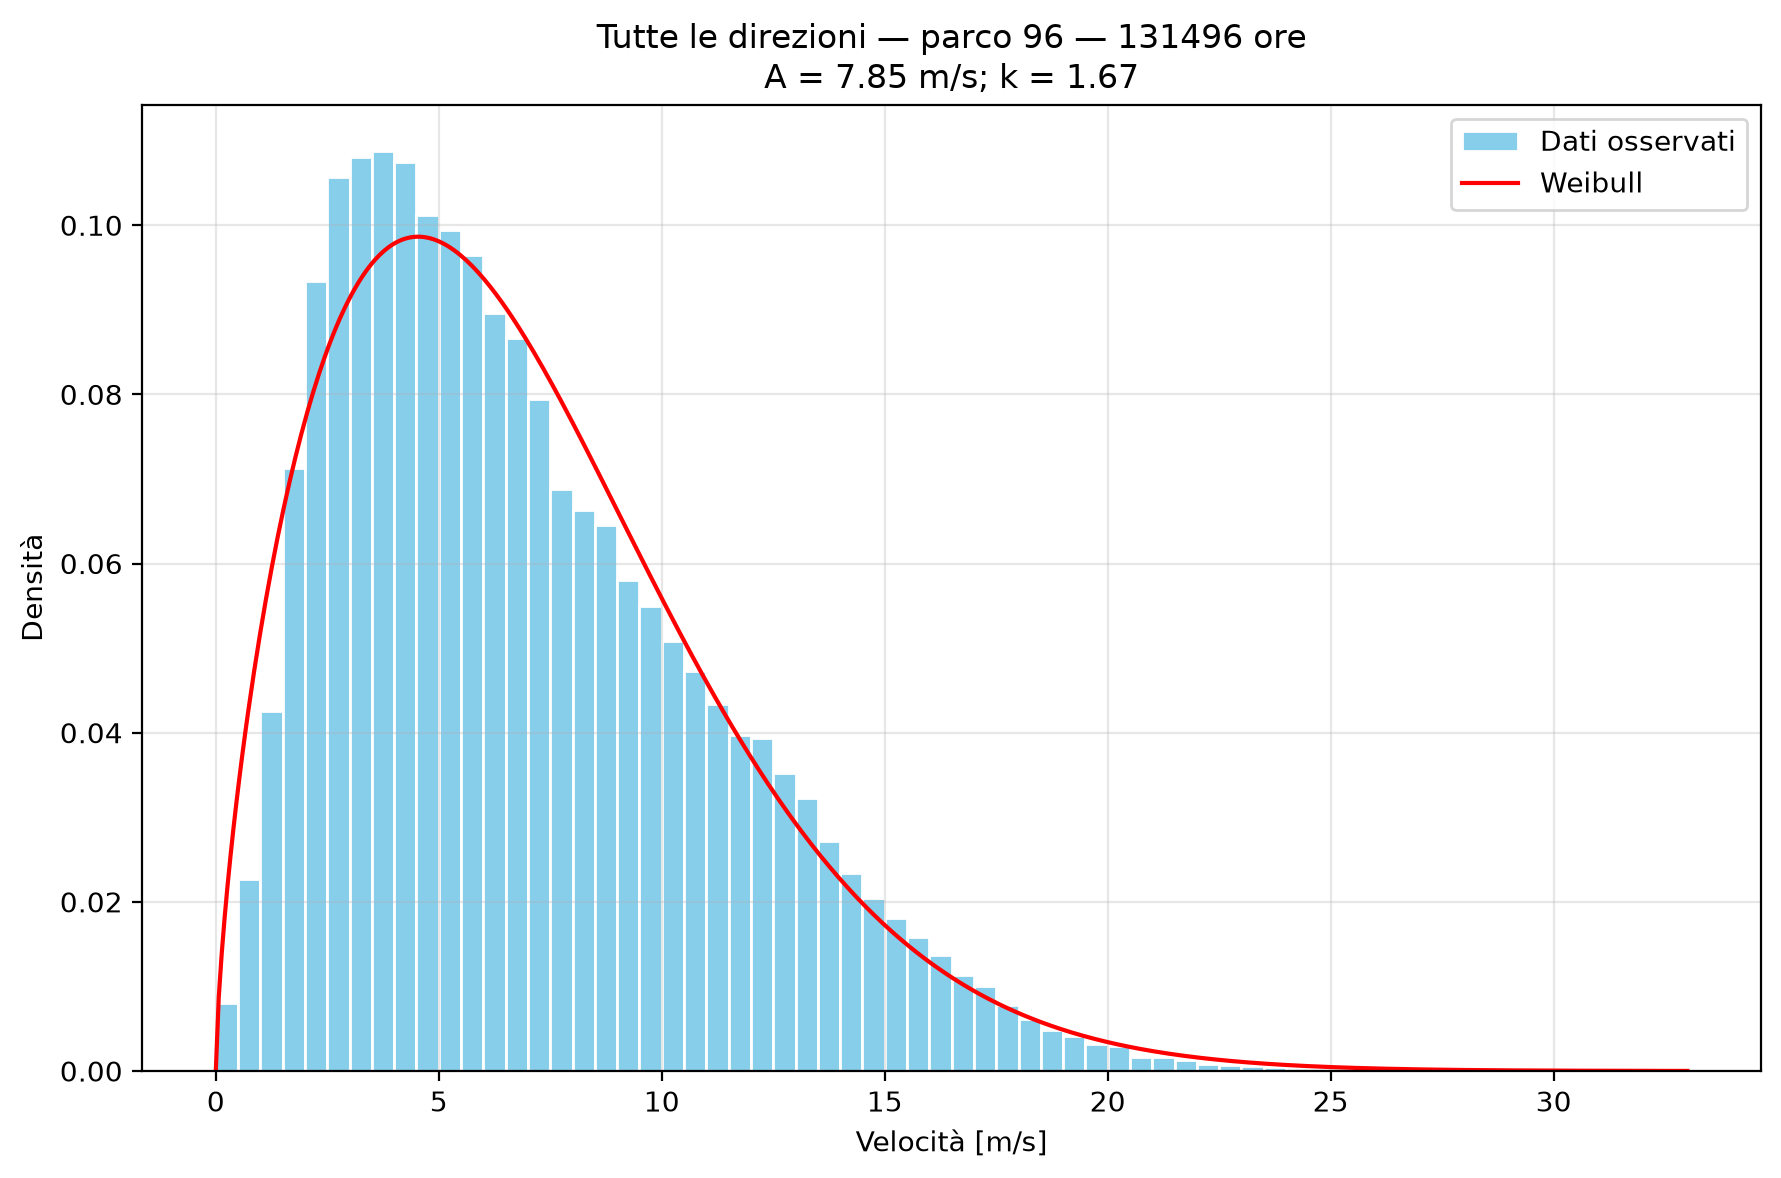 Tutte le direzioni — parco 96 — 131496 ore
A = 7.85 m/s; k = 1.67
Dati osservati
Weibull
Densità
0.10
0.08
0.06
0.04
0.02
0.00
0 5 10 15 20 25 30
Velocità [m/s]